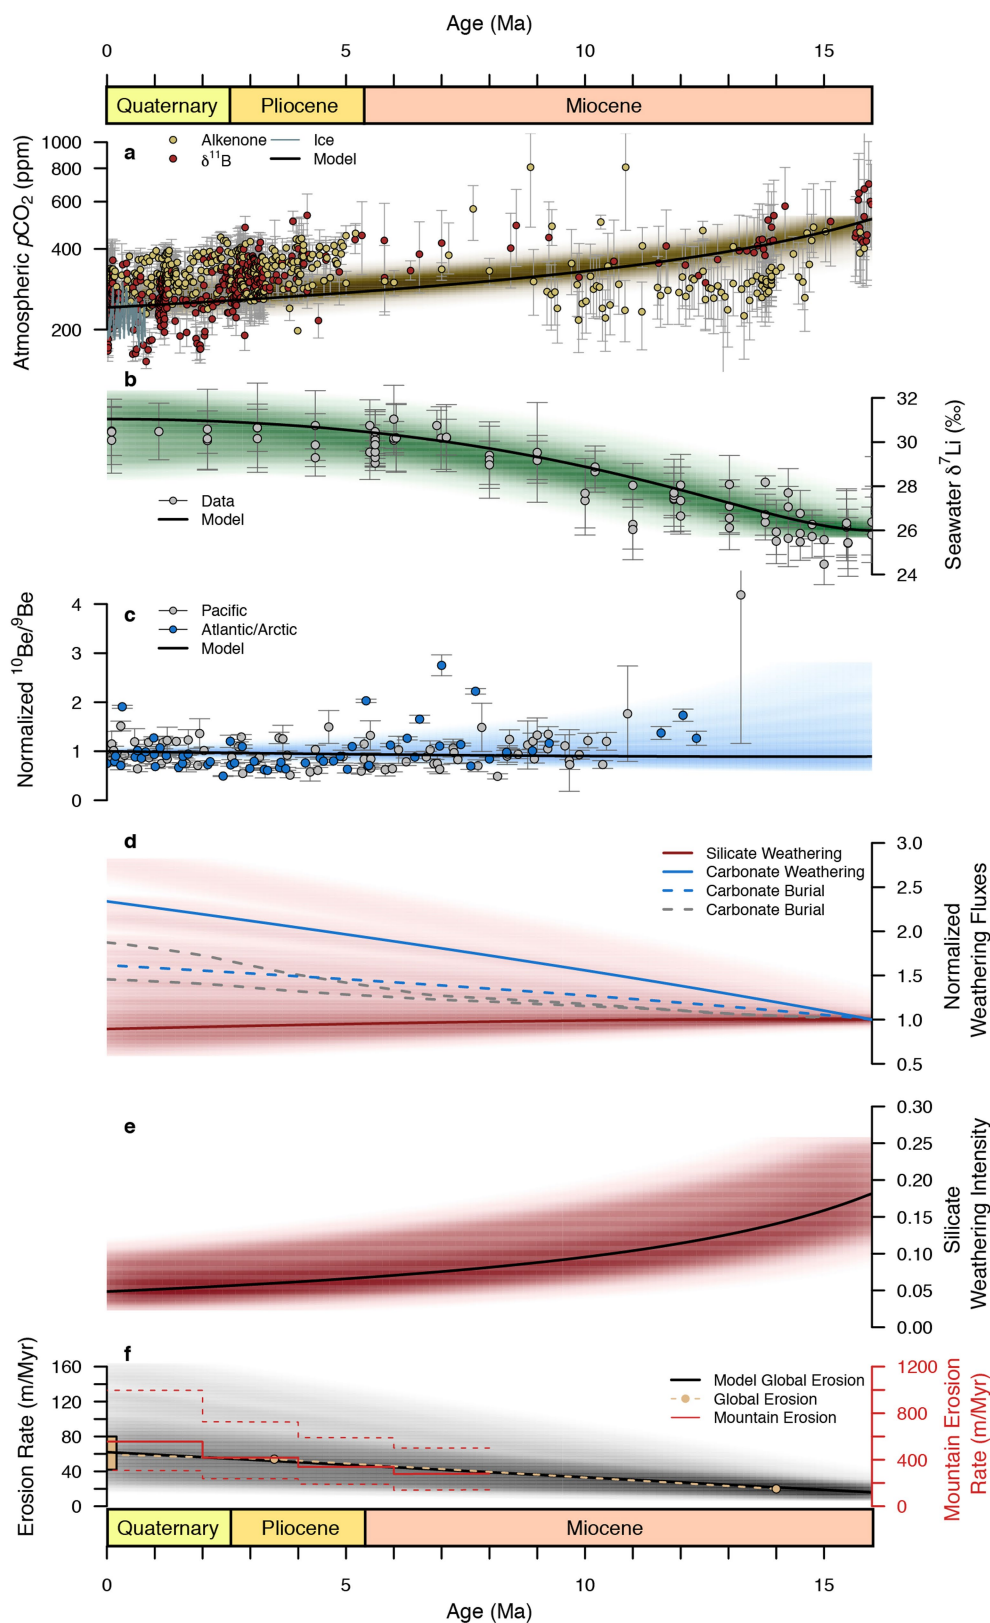 Age (Ma)
0 5 10 15
Quaternary Pliocene Miocene
a
Alkenone Ice
δ¹¹B Model
Atmospheric pCO₂ (ppm)
1000
800
600
400
200
b
Data
Model
Seawater δ⁷Li (‰)
32
30
28
26
24
c
Pacific
Atlantic/Arctic
Model
Normalized ¹⁰Be/⁹Be
4
3
2
1
0
d
Silicate Weathering
Carbonate Weathering
Carbonate Burial
Carbonate Burial
Normalized
Weathering Fluxes
3.0
2.5
2.0
1.5
1.0
0.5
e
Silicate
Weathering Intensity
0.30
0.25
0.20
0.15
0.10
0.05
0.00
f
Model Global Erosion
Global Erosion
Mountain Erosion
Erosion Rate (m/Myr)
160
120
80
40
0
Mountain Erosion
Rate (m/Myr)
1200
800
400
0
Quaternary Pliocene Miocene
0 5 10 15
Age (Ma)